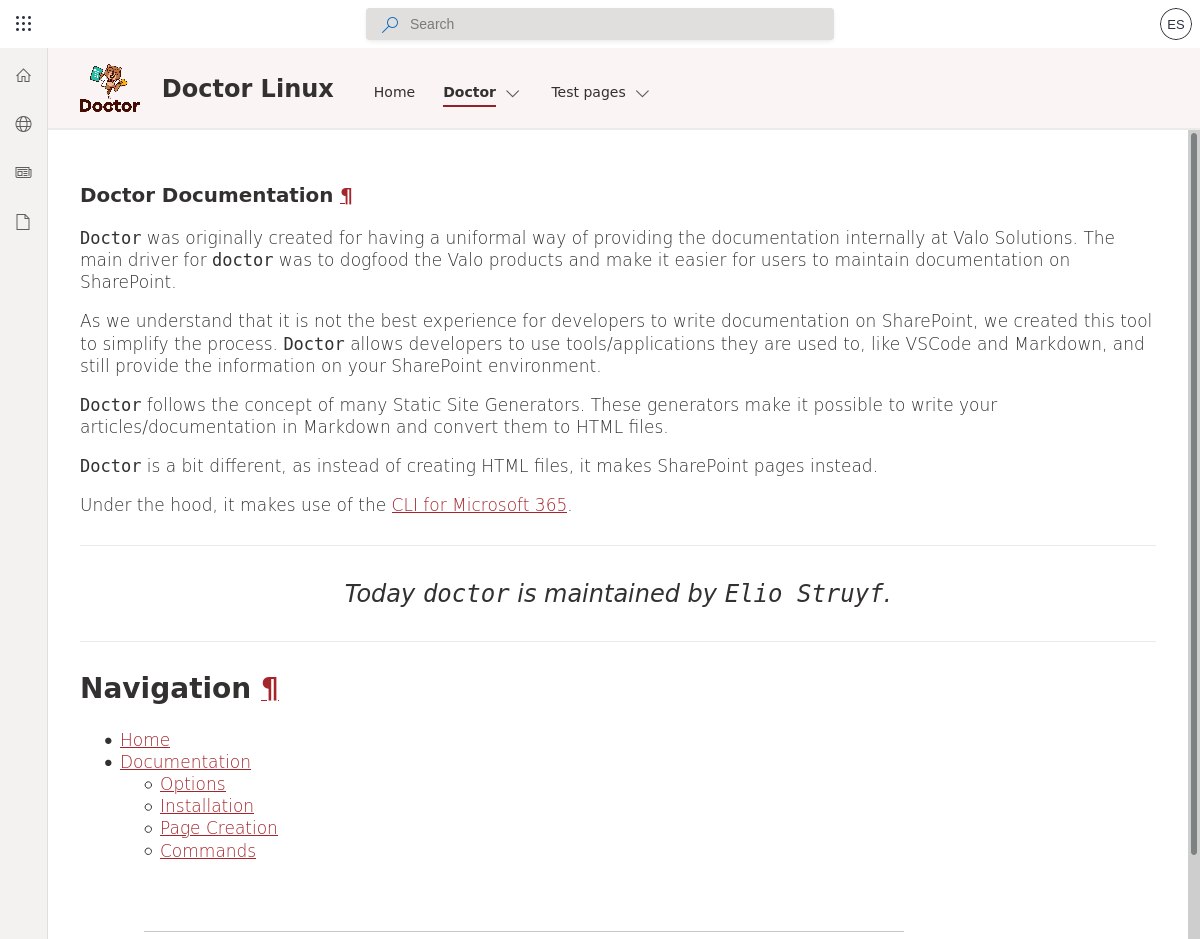 Search
ES
Doctor
Doctor Linux
Home
Doctor
Test pages
Doctor Documentation ¶
Doctor was originally created for having a uniformal way of providing the documentation internally at Valo Solutions. The
main driver for doctor was to dogfood the Valo products and make it easier for users to maintain documentation on
SharePoint.
As we understand that it is not the best experience for developers to write documentation on SharePoint, we created this tool
to simplify the process. Doctor allows developers to use tools/applications they are used to, like VSCode and Markdown, and
still provide the information on your SharePoint environment.
Doctor follows the concept of many Static Site Generators. These generators make it possible to write your
articles/documentation in Markdown and convert them to HTML files.
Doctor is a bit different, as instead of creating HTML files, it makes SharePoint pages instead.
Under the hood, it makes use of the CLI for Microsoft 365.
Today doctor is maintained by Elio Struyf.
Navigation ¶
Home
Documentation
Options
Installation
Page Creation
Commands